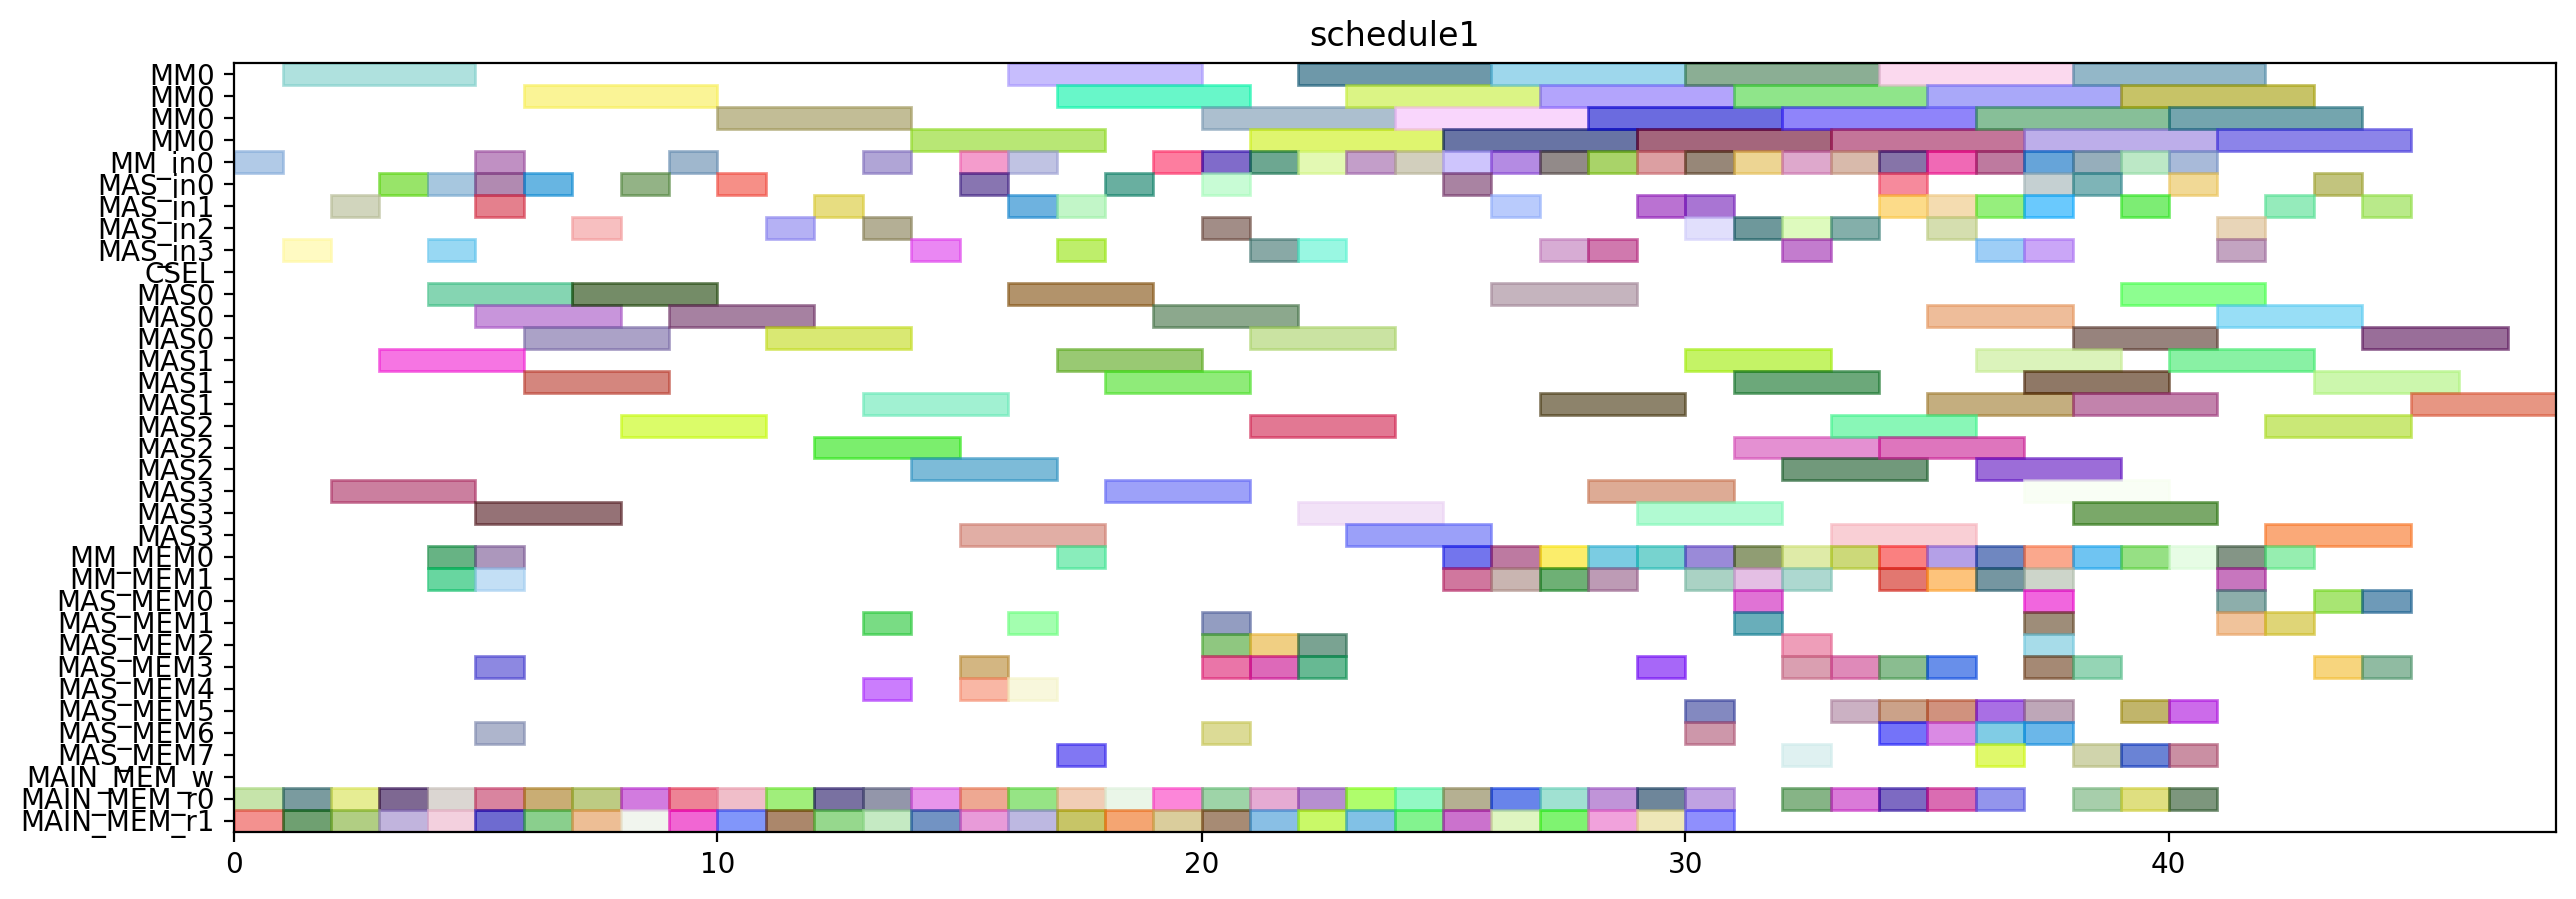 schedule1
MM0
MM0
MM0
MM0
MM_in0
MAS_in0
MAS_in1
MAS_in2
MAS_in3
CSEL
MAS0
MAS0
MAS0
MAS1
MAS1
MAS1
MAS2
MAS2
MAS2
MAS3
MAS3
MAS3
MM_MEM0
MM_MEM1
MAS_MEM0
MAS_MEM1
MAS_MEM2
MAS_MEM3
MAS_MEM4
MAS_MEM5
MAS_MEM6
MAS_MEM7
MAIN_MEM_w
MAIN_MEM_r0
MAIN_MEM_r1
0 10 20 30 40